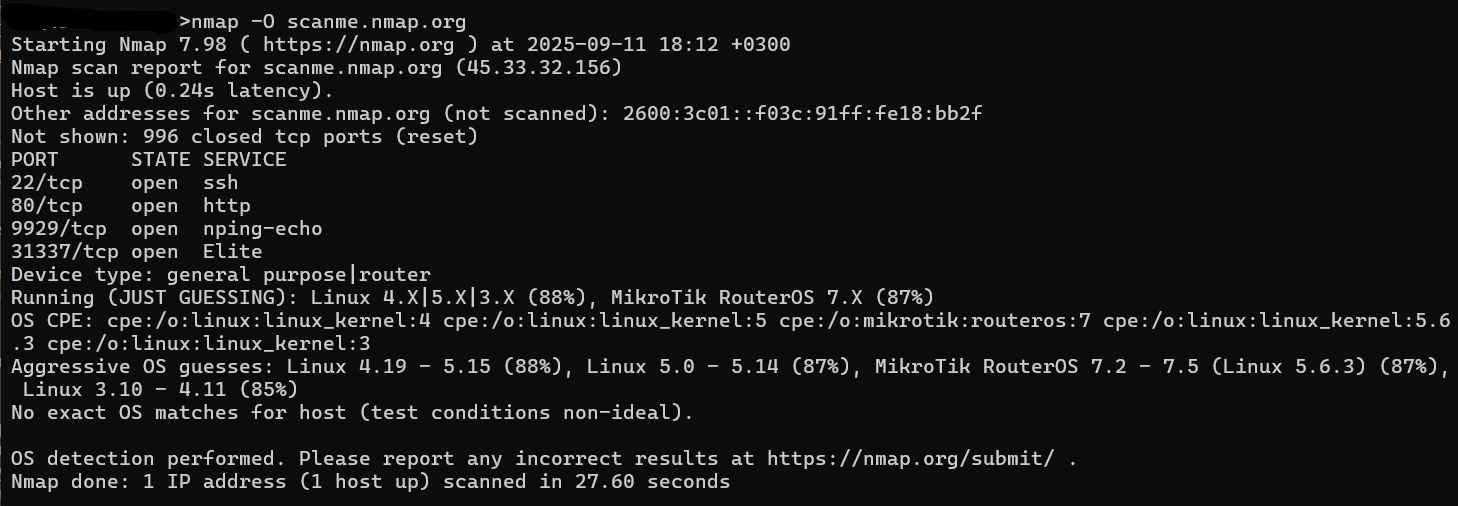 >nmap -O scanme.nmap.org
Starting Nmap 7.98 ( https://nmap.org ) at 2025-09-11 18:12 +0300
Nmap scan report for scanme.nmap.org (45.33.32.156)
Host is up (0.24s latency).
Other addresses for scanme.nmap.org (not scanned): 2600:3c01::f03c:91ff:fe18:bb2f
Not shown: 996 closed tcp ports (reset)
PORT      STATE SERVICE
22/tcp    open  ssh
80/tcp    open  http
9929/tcp  open  nping-echo
31337/tcp open  Elite
Device type: general purpose|router
Running (JUST GUESSING): Linux 4.X|5.X|3.X (88%), MikroTik RouterOS 7.X (87%)
OS CPE: cpe:/o:linux:linux_kernel:4 cpe:/o:linux:linux_kernel:5 cpe:/o:mikrotik:routeros:7 cpe:/o:linux:linux_kernel:5.6
.3 cpe:/o:linux:linux_kernel:3
Aggressive OS guesses: Linux 4.19 - 5.15 (88%), Linux 5.0 - 5.14 (87%), MikroTik RouterOS 7.2 - 7.5 (Linux 5.6.3) (87%),
 Linux 3.10 - 4.11 (85%)
No exact OS matches for host (test conditions non-ideal).

OS detection performed. Please report any incorrect results at https://nmap.org/submit/ .
Nmap done: 1 IP address (1 host up) scanned in 27.60 seconds